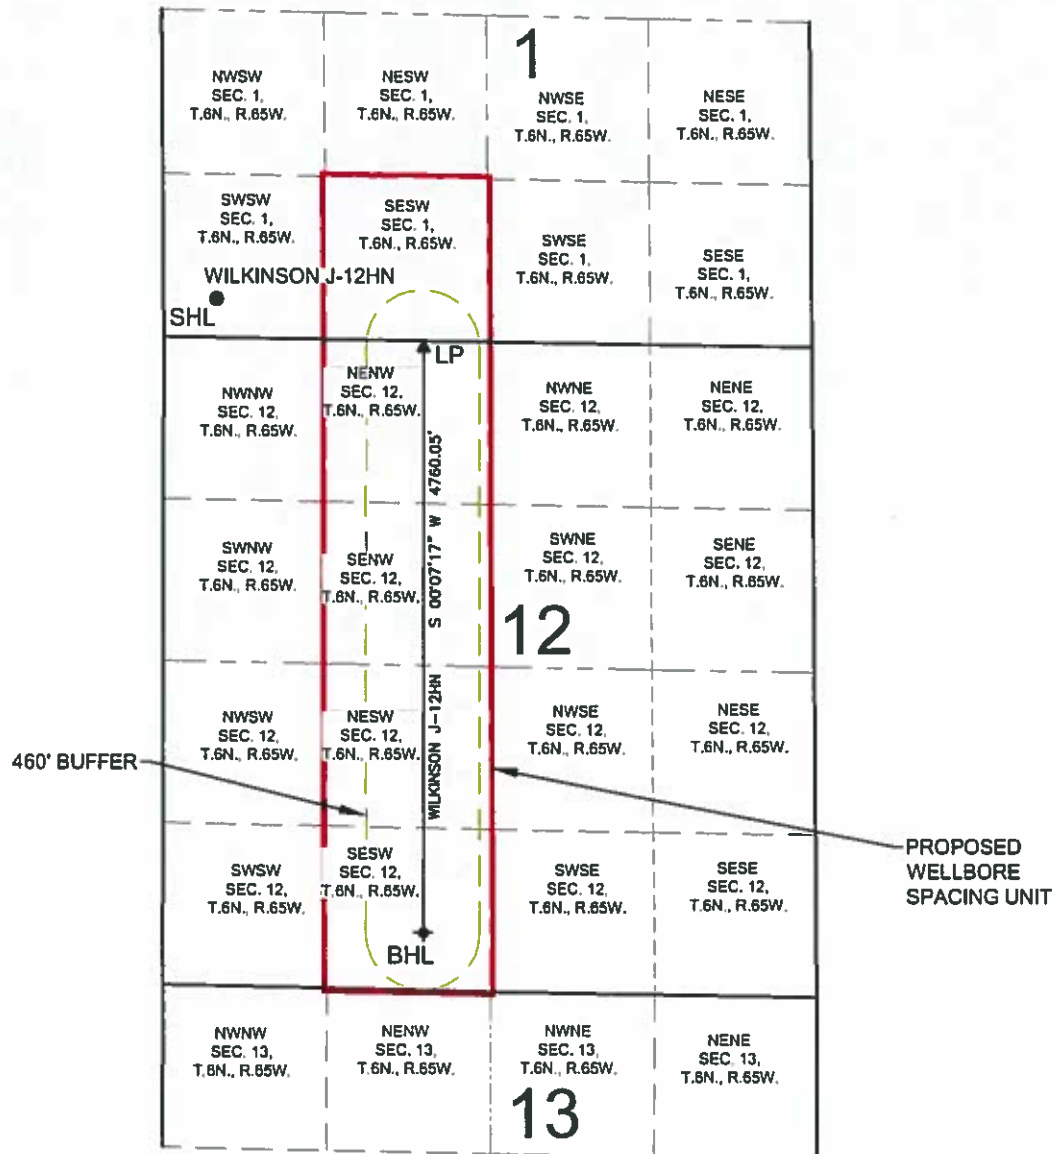 1
NWSW
SEC. 1,
T.6N., R.65W.
NESW
SEC. 1,
T.6N., R.65W.
NWSE
SEC. 1,
T.6N., R.65W.
NESE
SEC. 1,
T.6N., R.65W.
SWSW
SEC. 1,
T.6N., R.65W.
SESW
SEC. 1,
T.6N., R.65W.
SWSE
SEC. 1,
T.6N., R.65W.
SESE
SEC. 1,
T.6N., R.65W.
WILKINSON J-12HN
SHL
LP
NWNW
SEC. 12,
T.6N., R.65W.
NENW
SEC. 12,
T.6N., R.65W.
NWNE
SEC. 12,
T.6N., R.65W.
NENE
SEC. 12,
T.6N., R.65W.
S 00°07'17" W 4760.05'
SWNW
SEC. 12,
T.6N., R.65W.
SENW
SEC. 12,
T.6N., R.65W.
SWNE
SEC. 12,
T.6N., R.65W.
SENE
SEC. 12,
T.6N., R.65W.
12
NWSW
SEC. 12,
T.6N., R.65W.
NESW
SEC. 12,
T.6N., R.65W.
WILKINSON J-12HN
NWSE
SEC. 12,
T.6N., R.65W.
NESE
SEC. 12,
T.6N., R.65W.
460' BUFFER
PROPOSED
WELLBORE
SPACING UNIT
SWSW
SEC. 12,
T.6N., R.65W.
SESW
SEC. 12,
T.6N., R.65W.
SWSE
SEC. 12,
T.6N., R.65W.
SESE
SEC. 12,
T.6N., R.65W.
BHL
NWNW
SEC. 13,
T.6N., R.65W.
NENW
SEC. 13,
T.6N., R.65W.
NWNE
SEC. 13,
T.6N., R.65W.
NENE
SEC. 13,
T.6N., R.65W.
13